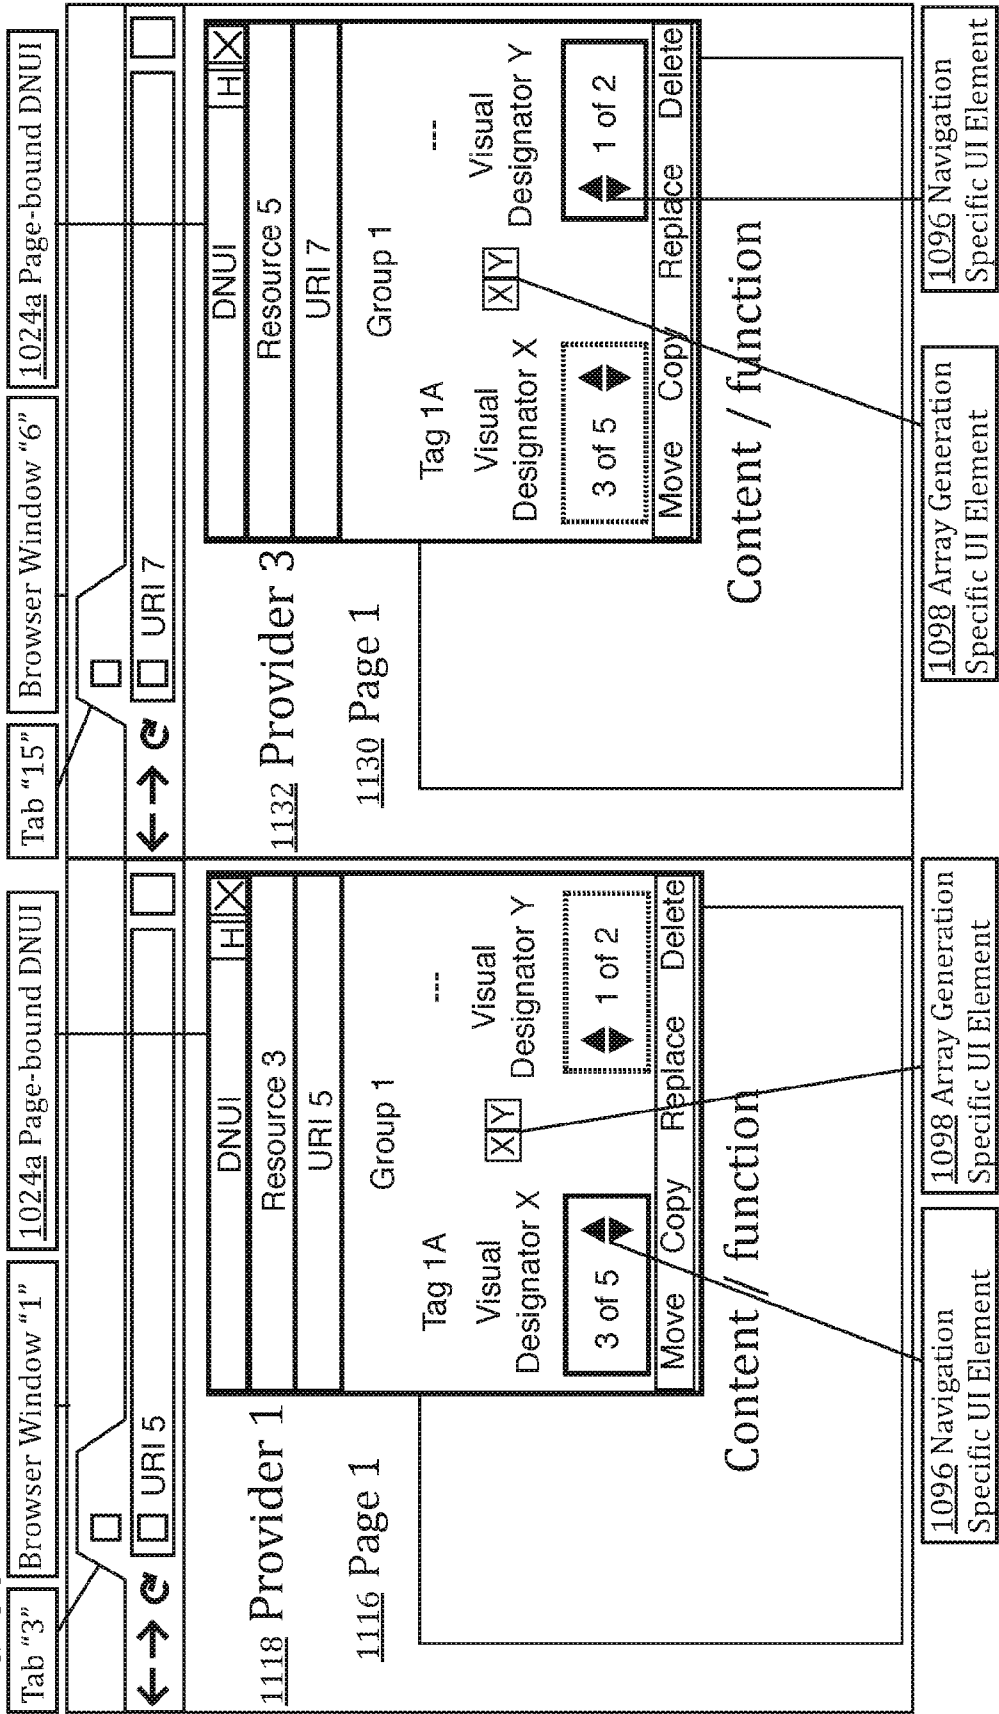 Tab “3”
Browser Window “1”
1024a Page-bound DNUI
URI 5
1118 Provider 1
1116 Page 1
DNUI
H X
Resource 3
URI 5
Group 1
Tag 1A
---
Visual
Designator X
X Y
Visual
Designator Y
3 of 5
1 of 2
Move Copy Replace Delete
Content / function
1096 Navigation
Specific UI Element
1098 Array Generation
Specific UI Element
Tab “15”
Browser Window “6”
1024a Page-bound DNUI
URI 7
1132 Provider 3
1130 Page 1
DNUI
H X
Resource 5
URI 7
Group 1
Tag 1A
---
Visual
Designator X
X Y
Visual
Designator Y
3 of 5
1 of 2
Move Copy Replace Delete
Content / function
1098 Array Generation
Specific UI Element
1096 Navigation
Specific UI Element